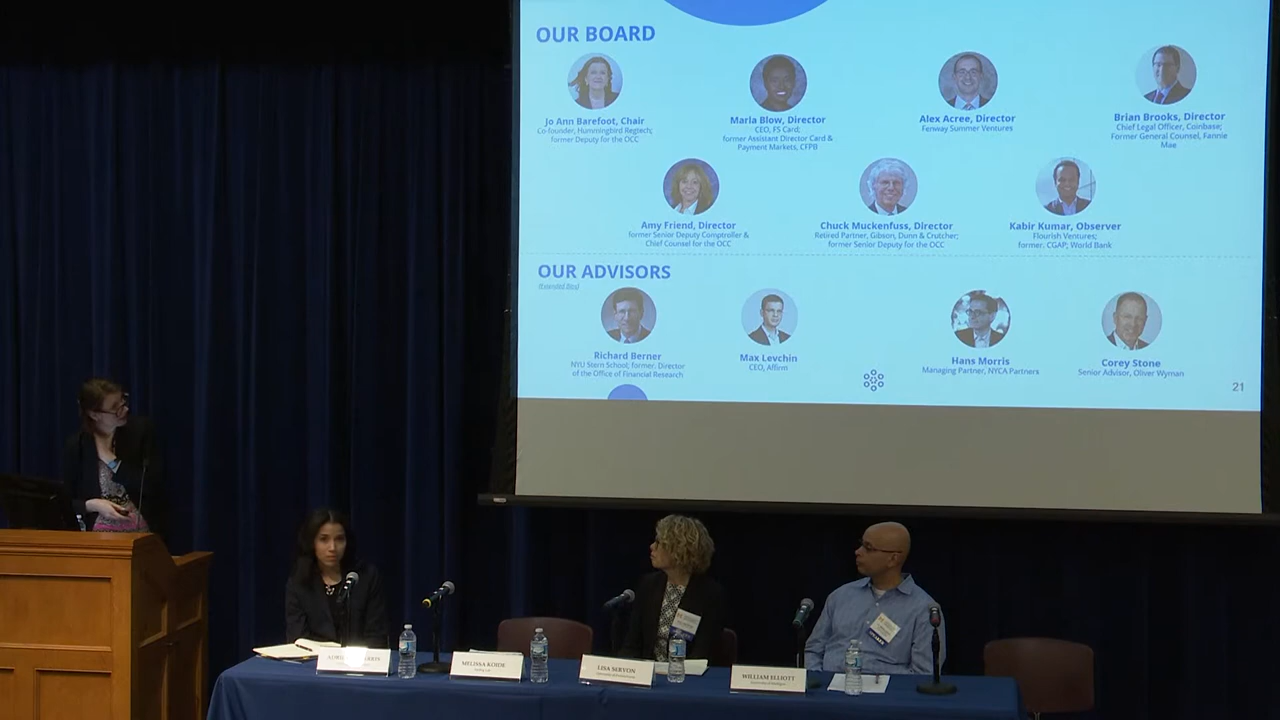 OUR BOARD
Jo Ann Barefoot, Chair
Co-founder, Hummingbird Regtech;
former Deputy for the OCC
Marla Blow, Director
CEO, FS Card;
former Assistant Director Card &
Payment Markets, CFPB
Alex Acree, Director
Fenway Summer Ventures
Brian Brooks, Director
Chief Legal Officer, Coinbase;
Former General Counsel, Fannie
Mae
Amy Friend, Director
former Senior Deputy Comptroller &
Chief Counsel for the OCC
Chuck Muckenfuss, Director
Retired Partner, Gibson, Dunn & Crutcher;
former Senior Deputy for the OCC
Kabir Kumar, Observer
Flourish Ventures;
former, CGAP; World Bank
OUR ADVISORS
(Extended Bios)
Richard Berner
NYU Stern School; former, Director
of the Office of Financial Research
Max Levchin
CEO, Affirm
Hans Morris
Managing Partner, NYCA Partners
Corey Stone
Senior Advisor, Oliver Wyman
21
MELISSA KOIDE
LISA SERVON
WILLIAM ELLIOTT